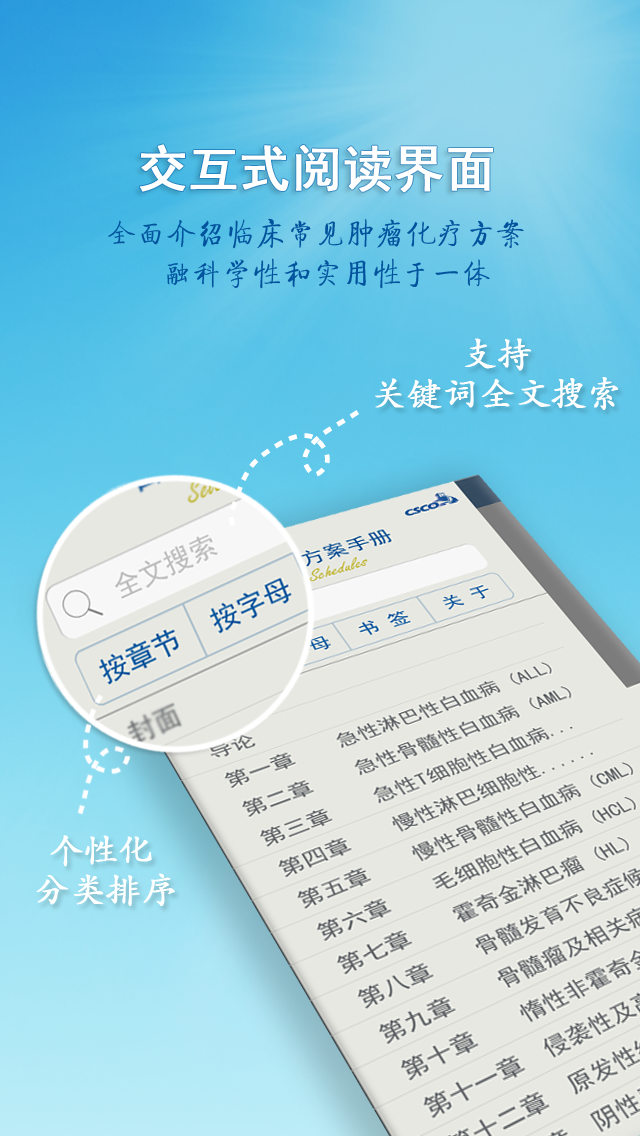 交互式阅读界面
全面介绍临床常见肿瘤化疗方案
融科学性和实用性于一体
支持
关键词全文搜索
CSCO
方案手册
Schedules
全文搜索
按章节 按字母
母 书签 关于
封面
导论
第一章 急性淋巴性白血病 (ALL)
第二章 急性骨髓性白血病 (AML)
第三章 急性T细胞性白血病...
第四章 慢性淋巴细胞性......
第五章 慢性骨髓性白血病 (CML)
第六章 毛细胞性白血病 (HCL)
第七章 霍奇金淋巴瘤 (HL)
第八章 骨髓发育不良症候
第九章 骨髓瘤及相关病
第十章 惰性非霍奇金
第十一章 侵袭性及
第十二章 原发性
阴性
个性化
分类排序